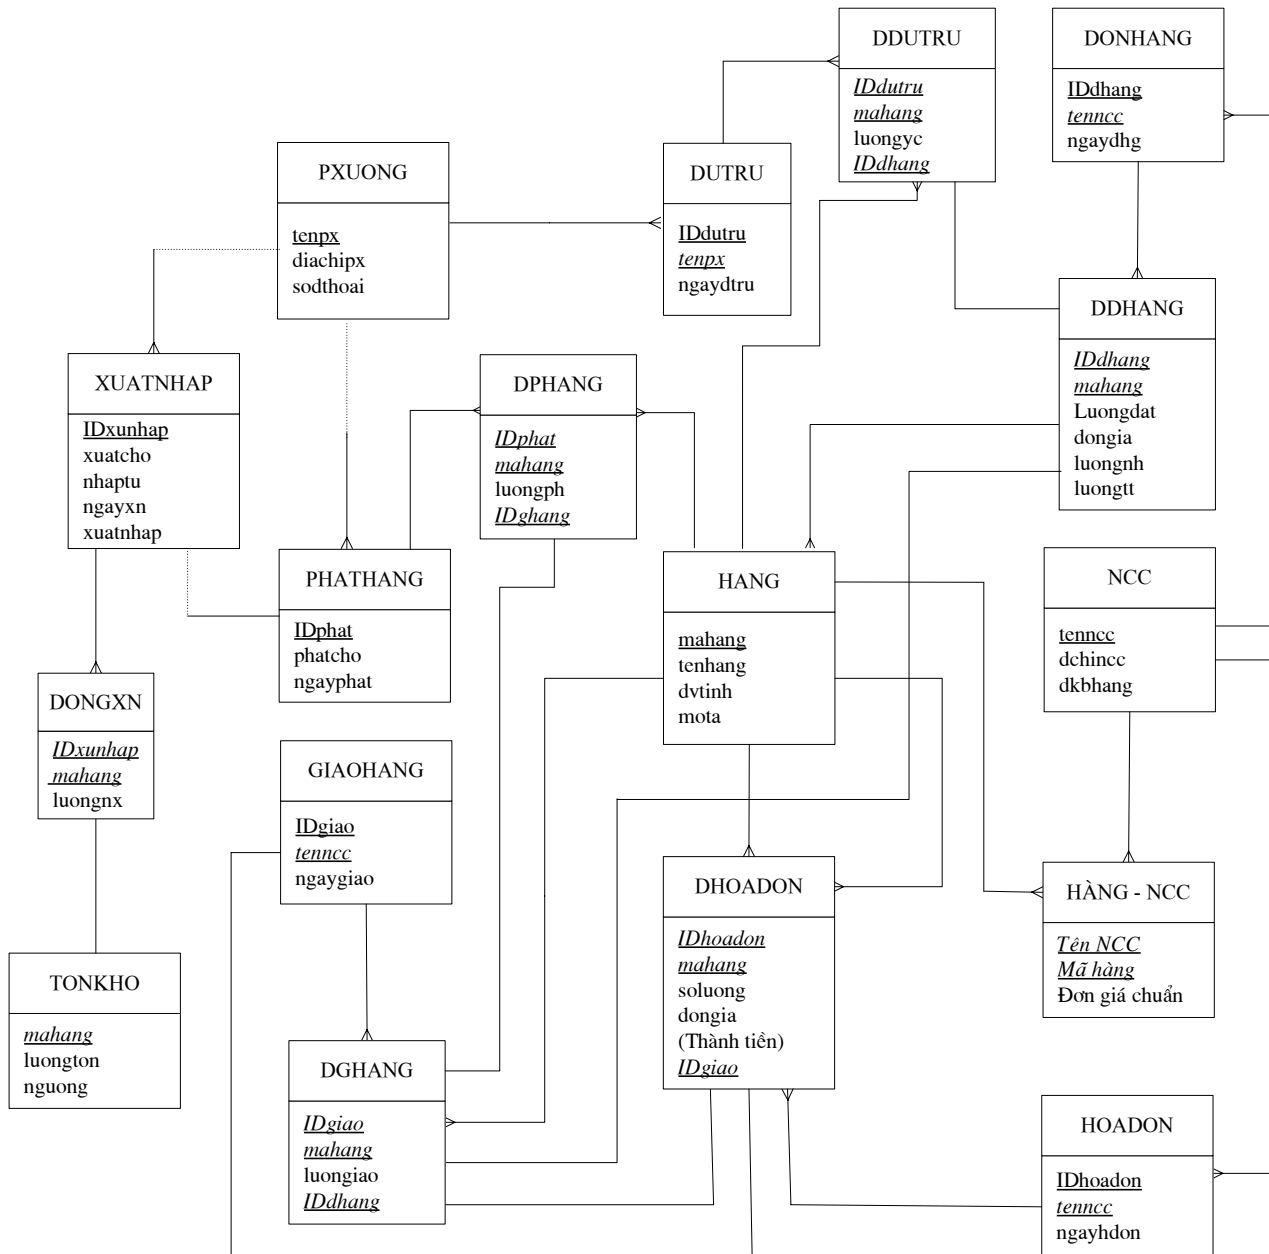 DDUTRU
IDdutru
mahang
luongyc
IDdhang
DONHANG
IDdhang
tenncc
ngaydhg
PXUONG
tenpx
diachipx
sodthoai
DUTRU
IDdutru
tenpx
ngaydtru
DDHANG
IDdhang
mahang
Luongdat
dongia
luongnh
luongtt
XUATNHAP
IDxunhap
xuatcho
nhaptu
ngayxn
xuatnhap
DPHANG
IDphat
mahang
luongph
IDghang
PHATHANG
IDphat
phatcho
ngayphat
HANG
mahang
tenhang
dvtinh
mota
NCC
tenncc
dchincc
dkbhang
DONGXN
IDxunhap
mahang
luongnx
GIAOHANG
IDgiao
tenncc
ngaygiao
DHOADON
IDhoadon
mahang
soluong
dongia
(Thành tiền)
IDgiao
HÀNG - NCC
Tên NCC
Mã hàng
Đơn giá chuẩn
TONKHO
mahang
luongton
nguong
DGHANG
IDgiao
mahang
luongiao
IDdhang
HOADON
IDhoadon
tenncc
ngayhdon